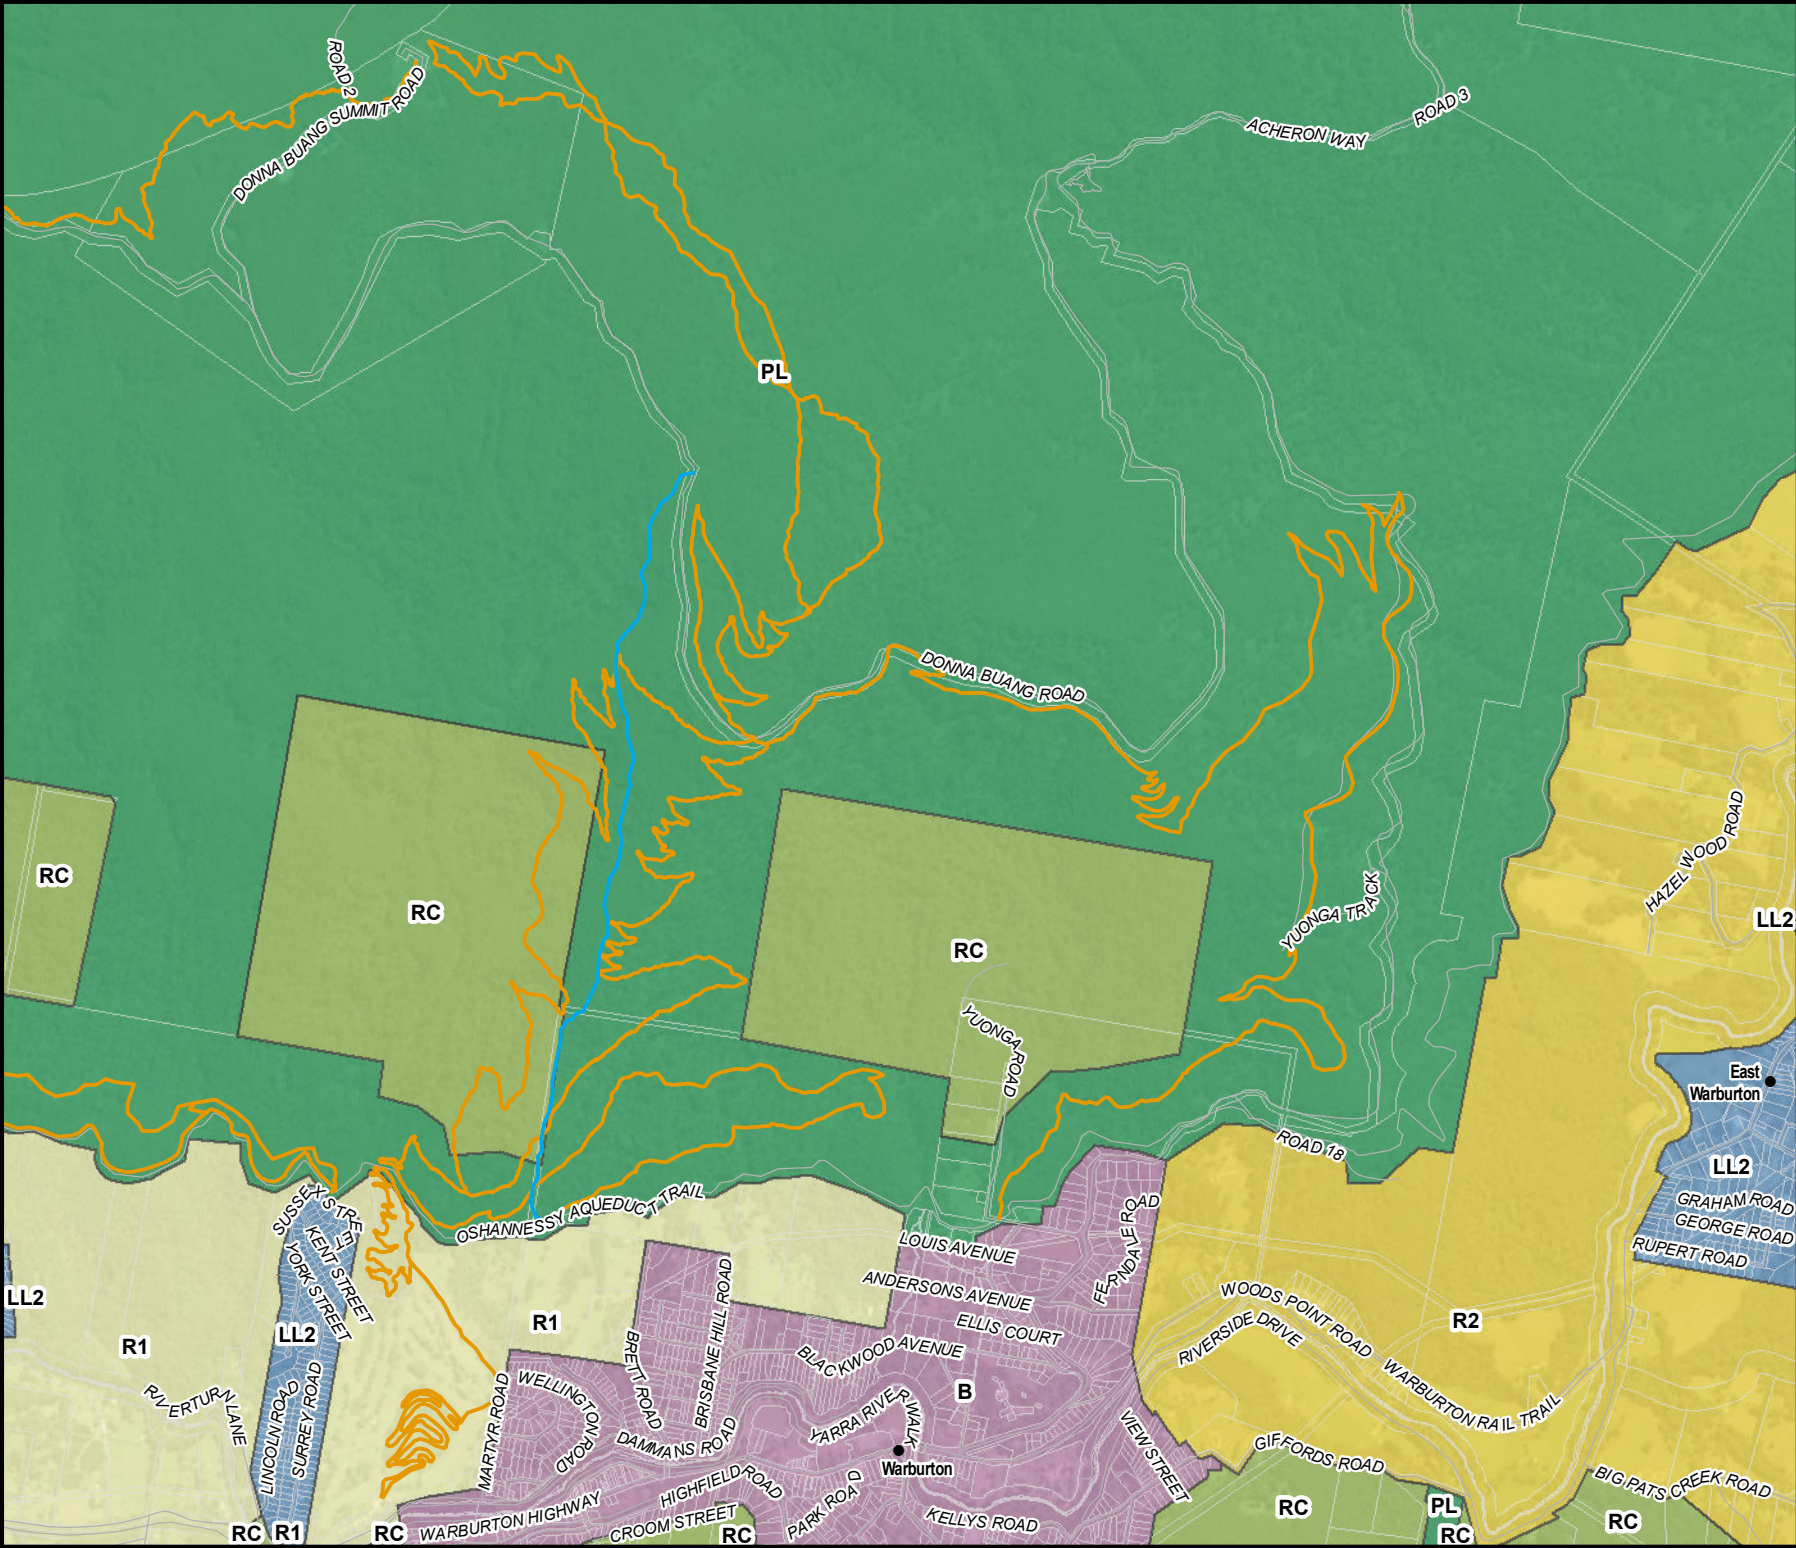 ROAD 2
DONNA BUANG SUMMIT ROAD
ACHERON WAY
ROAD 3
PL
DONNA BUANG ROAD
HAZEL WOOD ROAD
RC
RC
RC
YUONGA TRACK
LL2
YUONGA ROAD
East
Warburton
ROAD 18
LL2
GRAHAM ROAD
GEORGE ROAD
RUPERT ROAD
SUSSEX STREET
KENT STREET
YORK STREET
OSHANNESSY AQUEDUCT TRAIL
LOUIS AVENUE
FERNDALE ROAD
ANDERSONS AVENUE
ELLIS COURT
LL2
R1
LL2
R1
BRETT ROAD
BRISBANE HILL ROAD
BLACKWOOD AVENUE
WOODS POINT ROAD
RIVERSIDE DRIVE
R2
WARBURTON RAIL TRAIL
RIVERTURN LANE
LINCOLN ROAD
SURREY ROAD
MARTYR ROAD
WELLINGTON ROAD
DAMMANS ROAD
YARRA RIVER WALK
B
Warburton
VIEW STREET
GIFFORDS ROAD
BIG PATS CREEK ROAD
HIGHFIELD ROAD
PARK ROAD
WARBURTON HIGHWAY
CROOM STREET
KELLYS ROAD
RC
R1
RC
RC
RC
PL
RC
RC